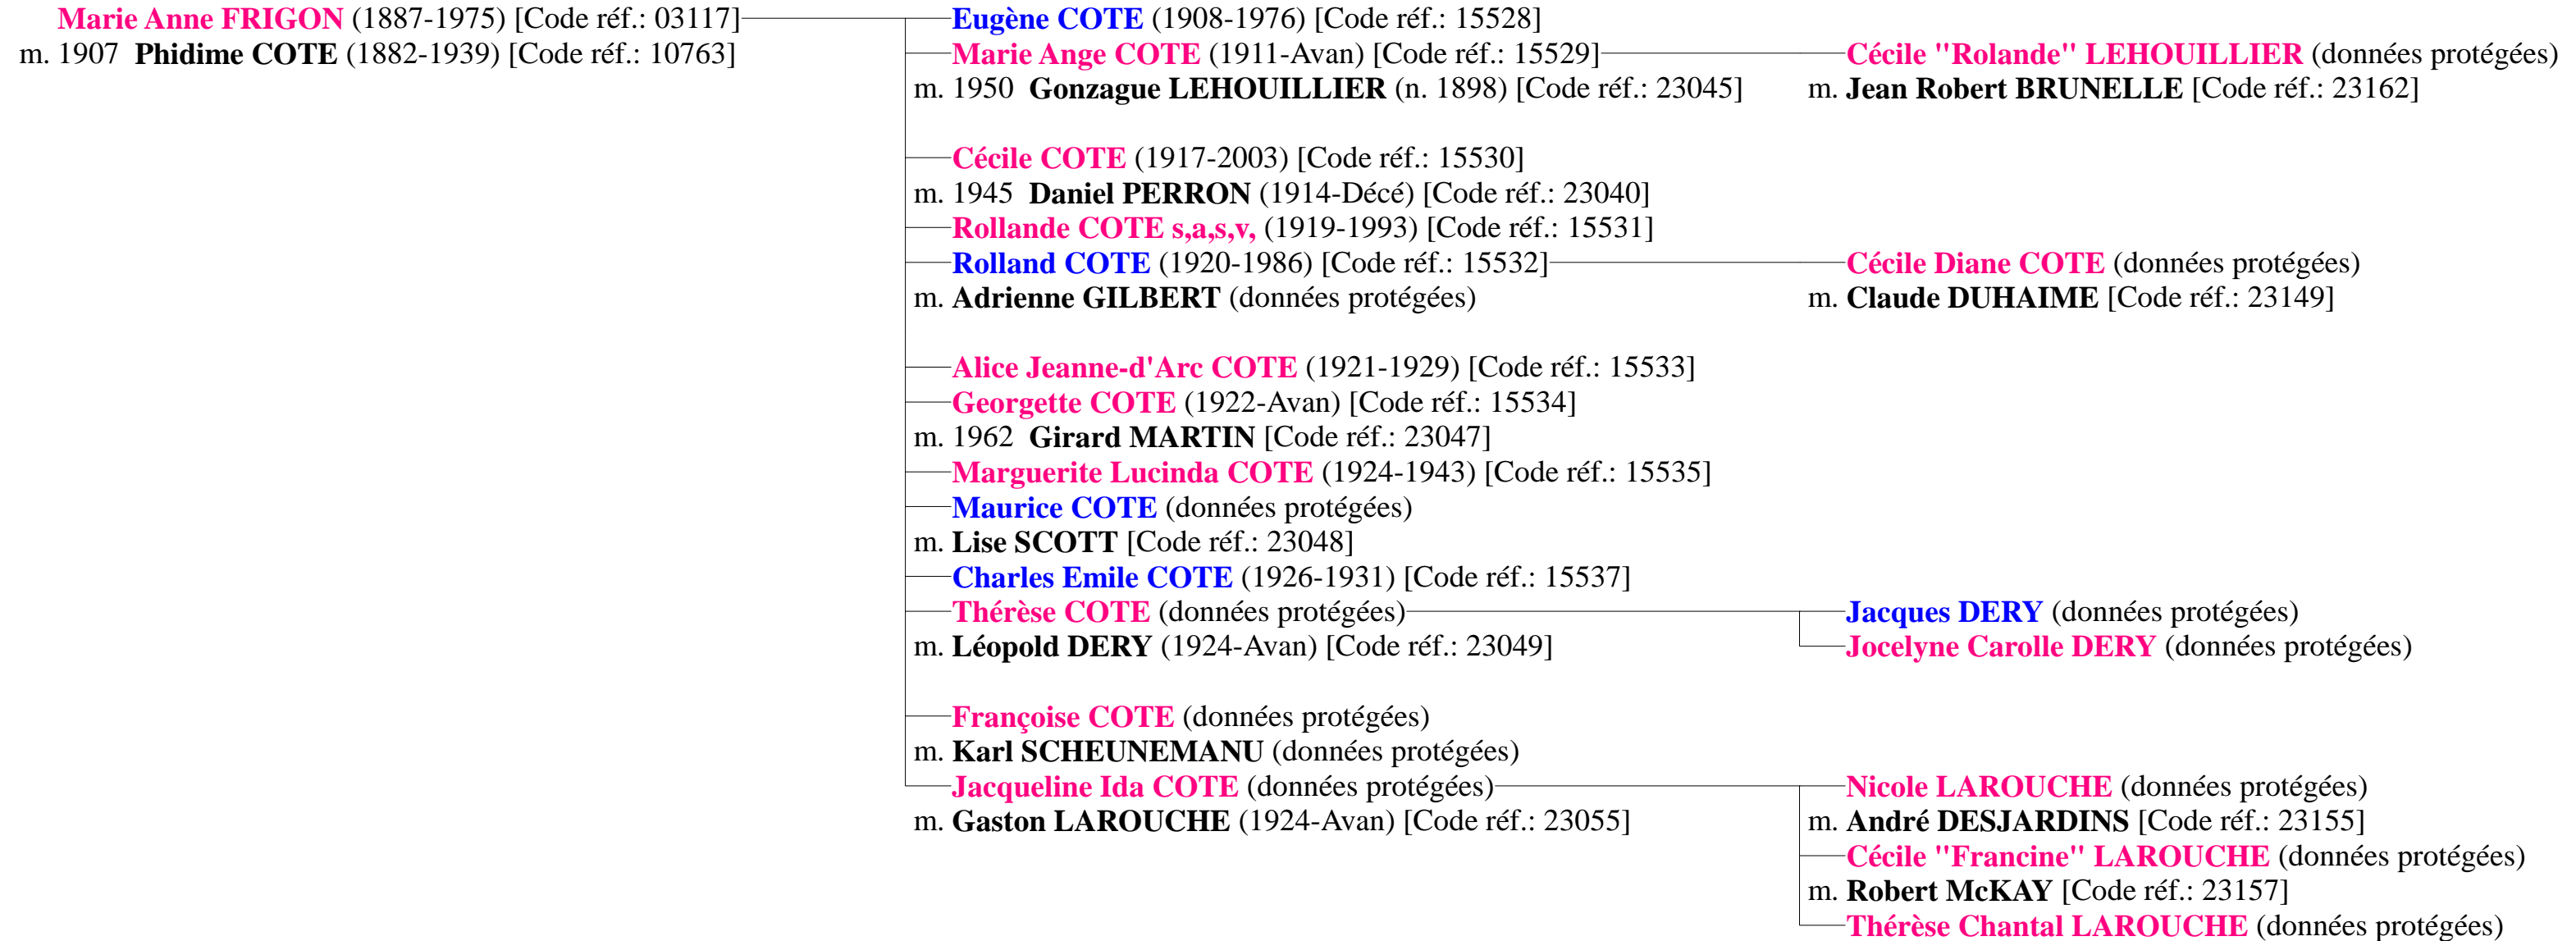 Marie Anne FRIGON (1887-1975) [Code réf.: 03117]
m. 1907 Phidime COTE (1882-1939) [Code réf.: 10763]
Eugène COTE (1908-1976) [Code réf.: 15528]
Marie Ange COTE (1911-Avan) [Code réf.: 15529]
m. 1950 Gonzague LEHOUILLIER (n. 1898) [Code réf.: 23045]
Cécile "Rolande" LEHOUILLIER (données protégées)
m. Jean Robert BRUNELLE [Code réf.: 23162]
Cécile COTE (1917-2003) [Code réf.: 15530]
m. 1945 Daniel PERRON (1914-Décé) [Code réf.: 23040]
Rollande COTE s,a,s,v, (1919-1993) [Code réf.: 15531]
Rolland COTE (1920-1986) [Code réf.: 15532]
m. Adrienne GILBERT (données protégées)
Cécile Diane COTE (données protégées)
m. Claude DUHAIME [Code réf.: 23149]
Alice Jeanne-d'Arc COTE (1921-1929) [Code réf.: 15533]
Georgette COTE (1922-Avan) [Code réf.: 15534]
m. 1962 Girard MARTIN [Code réf.: 23047]
Marguerite Lucinda COTE (1924-1943) [Code réf.: 15535]
Maurice COTE (données protégées)
m. Lise SCOTT [Code réf.: 23048]
Charles Emile COTE (1926-1931) [Code réf.: 15537]
Thérèse COTE (données protégées)
m. Léopold DERY (1924-Avan) [Code réf.: 23049]
Jacques DERY (données protégées)
Jocelyne Carolle DERY (données protégées)
Françoise COTE (données protégées)
m. Karl SCHEUNEMANU (données protégées)
Jacqueline Ida COTE (données protégées)
m. Gaston LAROUCHE (1924-Avan) [Code réf.: 23055]
Nicole LAROUCHE (données protégées)
m. André DESJARDINS [Code réf.: 23155]
Cécile "Francine" LAROUCHE (données protégées)
m. Robert McKAY [Code réf.: 23157]
Thérèse Chantal LAROUCHE (données protégées)